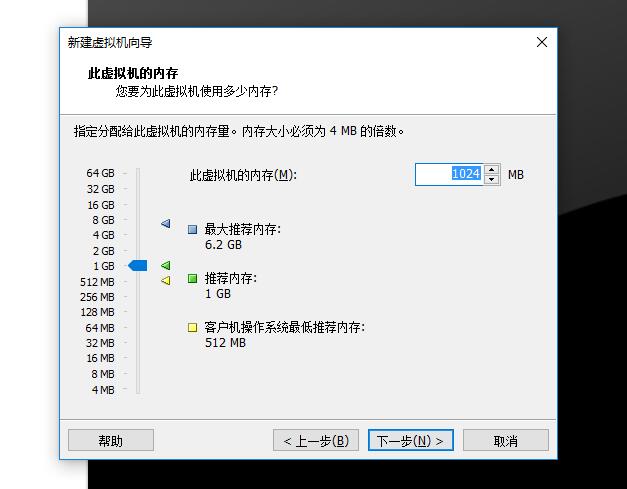 新建虚拟机向导
此虚拟机的内存
您要为此虚拟机使用多少内存?
指定分配给此虚拟机的内存量。内存大小必须为 4 MB 的倍数。
此虚拟机的内存(M): 1024 MB
64 GB
32 GB
16 GB
8 GB
4 GB
2 GB
1 GB
512 MB
256 MB
128 MB
64 MB
32 MB
16 MB
8 MB
4 MB
最大推荐内存:
6.2 GB
推荐内存:
1 GB
客户机操作系统最低推荐内存:
512 MB
帮助 < 上一步(B) 下一步(N) > 取消